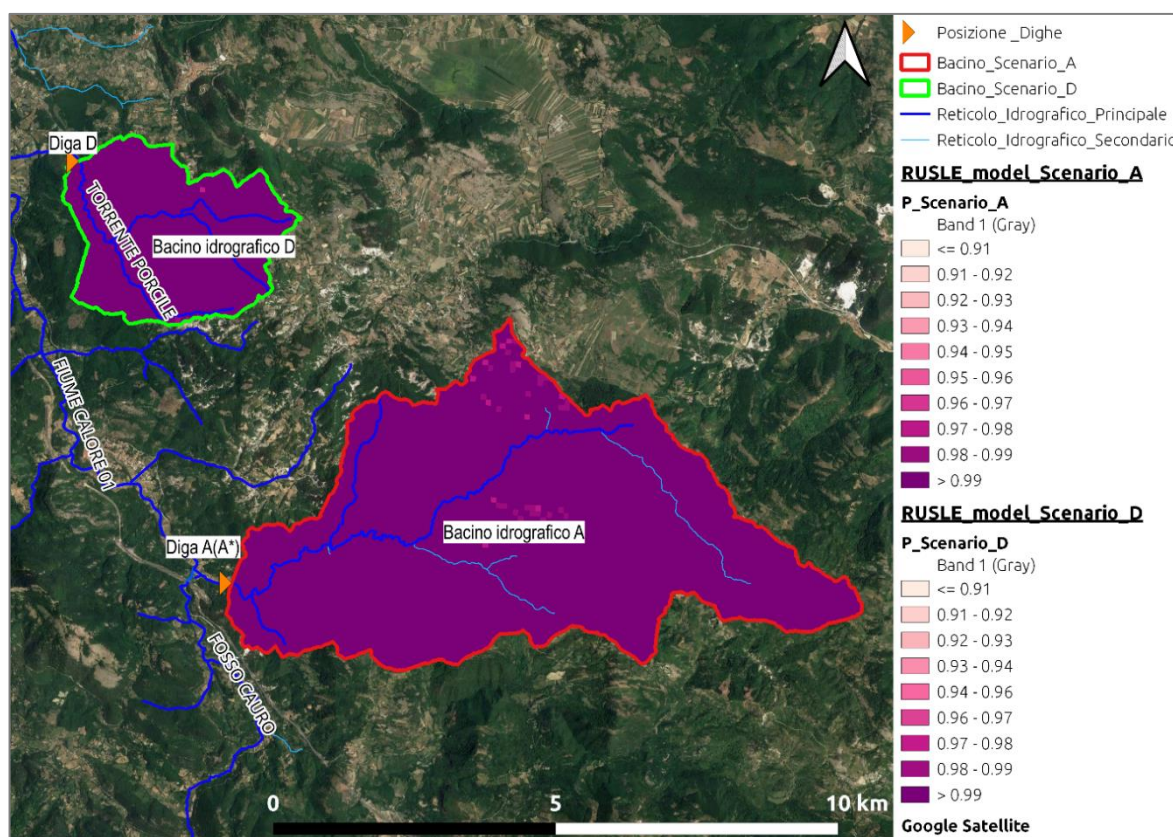 Diga D
TORRENTE PORCILE
Bacino idrografico D
FIUME CALORE 01
Diga A(A*)
Bacino idrografico A
FOSSO CAURO
0
5
10 km
Posizione _Dighe
Bacino_Scenario_A
Bacino_Scenario_D
Reticolo_Idrografico_Principale
Reticolo_Idrografico_Secondario
RUSLE_model_Scenario_A
P_Scenario_A
Band 1 (Gray)
<= 0.91
0.91 - 0.92
0.92 - 0.93
0.93 - 0.94
0.94 - 0.95
0.95 - 0.96
0.96 - 0.97
0.97 - 0.98
0.98 - 0.99
> 0.99
RUSLE_model_Scenario_D
P_Scenario_D
Band 1 (Gray)
<= 0.91
0.91 - 0.92
0.92 - 0.93
0.93 - 0.94
0.94 - 0.96
0.96 - 0.97
0.97 - 0.98
0.98 - 0.99
> 0.99
Google Satellite